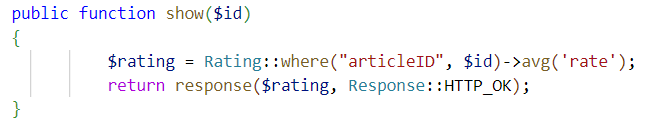 public function show($id)
{
$rating = Rating::where("articleID", $id)->avg('rate');
return response($rating, Response::HTTP_OK);
}